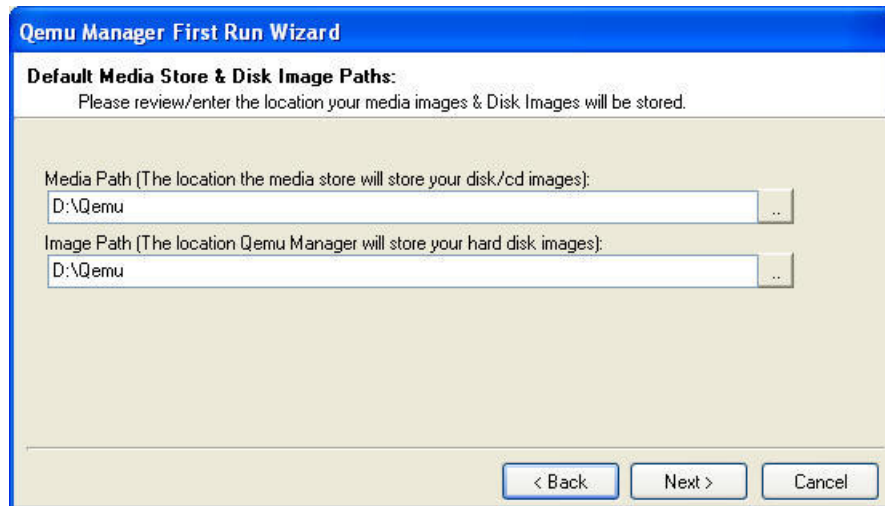 Qemu Manager First Run Wizard
Default Media Store & Disk Image Paths:
Please review/enter the location your media images & Disk Images will be stored.
Media Path (The location the media store will store your disk/cd images):
D:\Qemu
..
Image Path (The location Qemu Manager will store your hard disk images):
D:\Qemu
..
< Back
Next >
Cancel